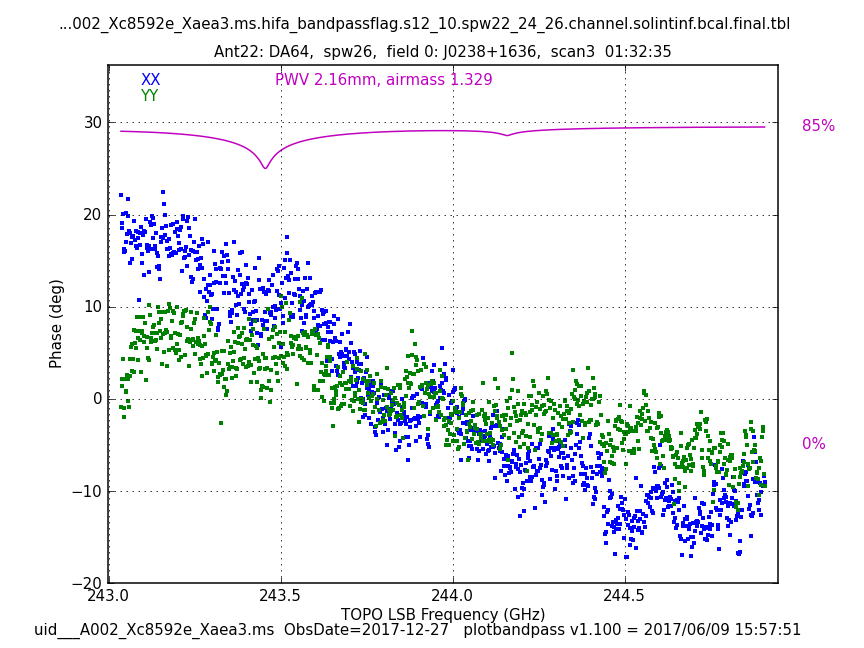 ...002_Xc8592e_Xaea3.ms.hifa_bandpassflag.s12_10.spw22_24_26.channel.solintinf.bcal.final.tbl
Ant22: DA64, spw26, field 0: J0238+1636, scan3 01:32:35
XX
YY
PWV 2.16mm, airmass 1.329
85%
0%
30
20
10
0
−10
−20
Phase (deg)
243.0 243.5 244.0 244.5
TOPO LSB Frequency (GHz)
uid___A002_Xc8592e_Xaea3.ms ObsDate=2017-12-27 plotbandpass v1.100 = 2017/06/09 15:57:51